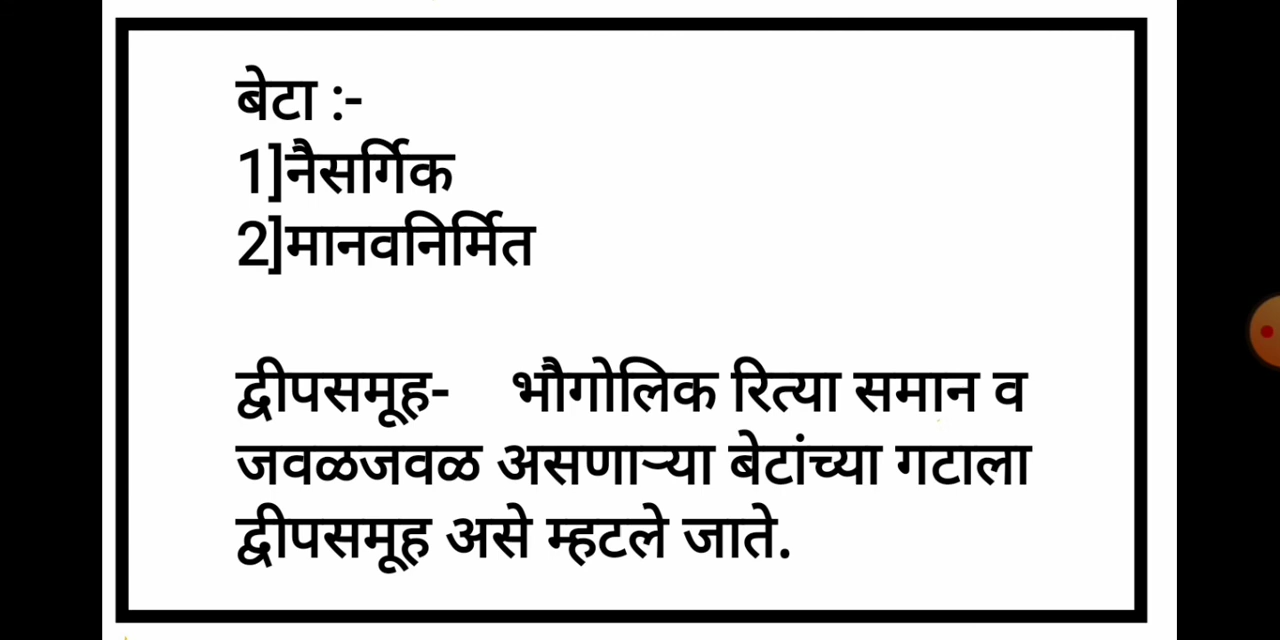 बेटा :-
1]नैसर्गिक
2]मानवनिर्मित
द्वीपसमूह- भौगोलिक रित्या समान व
जवळजवळ असणाऱ्या बेटांच्या गटाला
द्वीपसमूह असे म्हटले जाते.